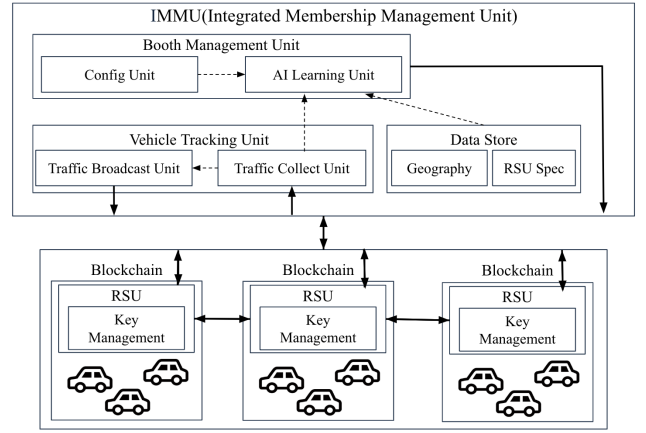 IMMU(Integrated Membership Management Unit)
Booth Management Unit
Config Unit
AI Learning Unit
Vehicle Tracking Unit
Traffic Broadcast Unit
Traffic Collect Unit
Data Store
Geography
RSU Spec
Blockchain
RSU
Key
Management
Blockchain
RSU
Key
Management
Blockchain
RSU
Key
Management